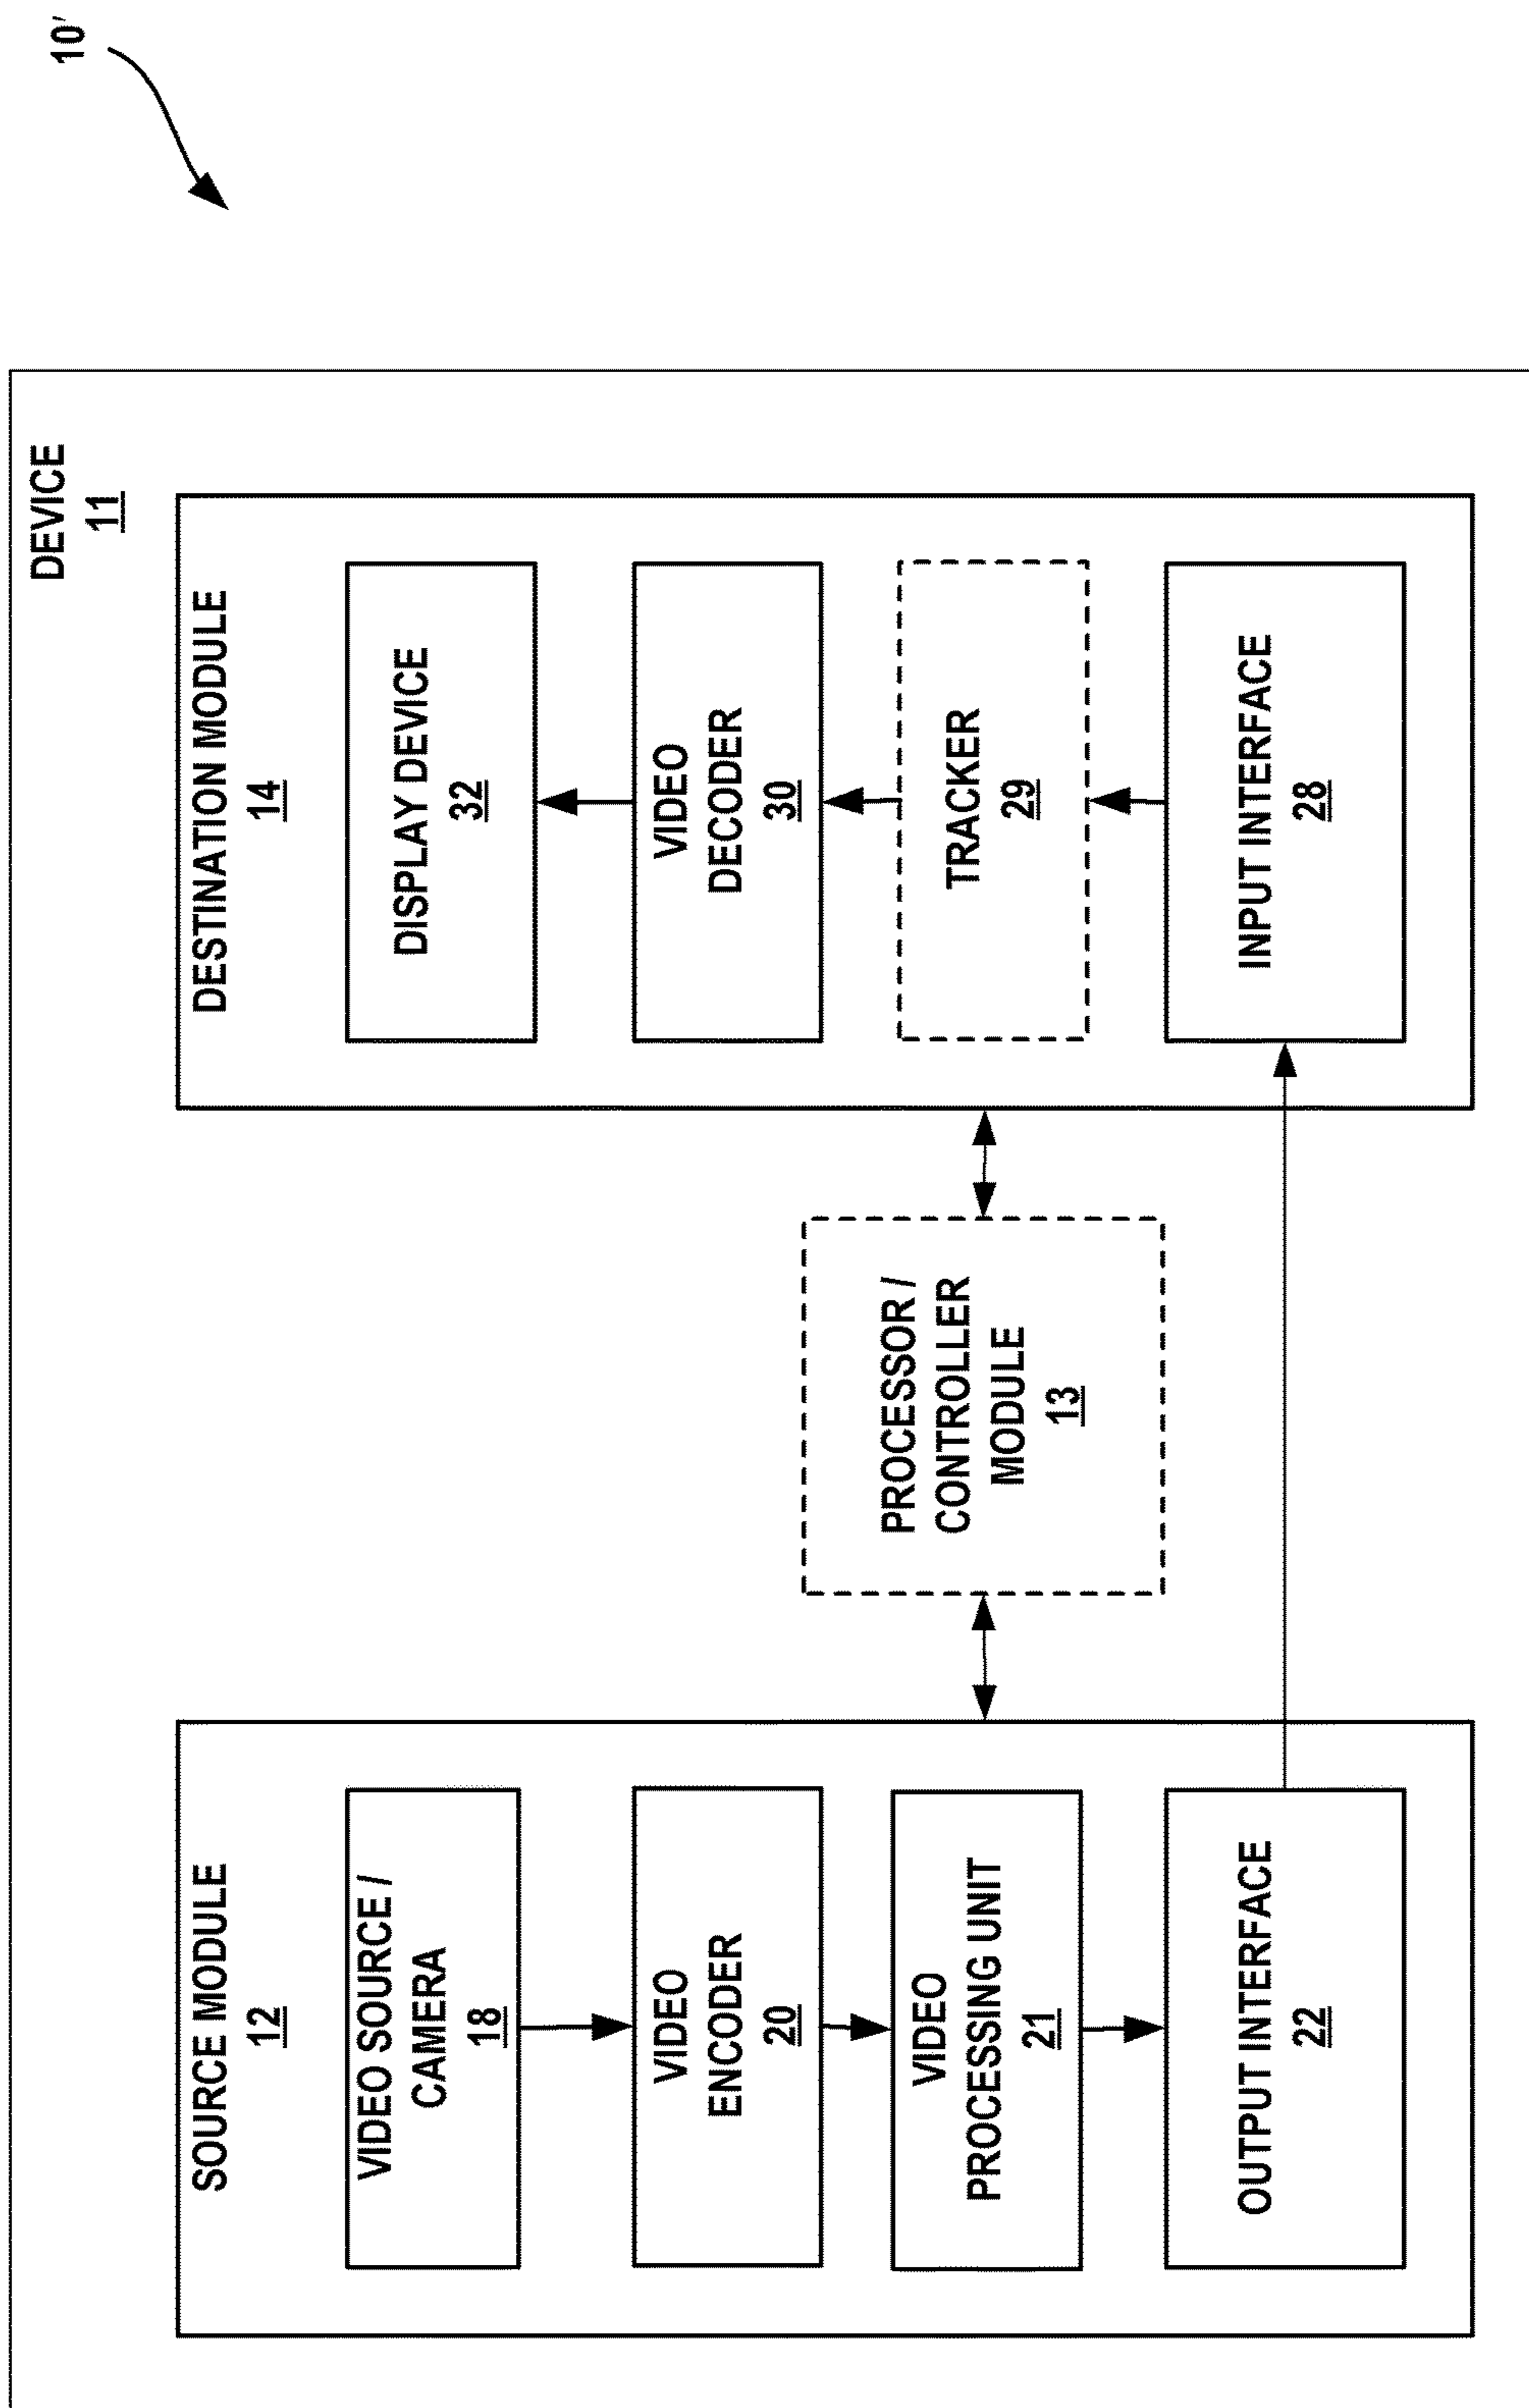 10'
DEVICE
11
SOURCE MODULE
12
VIDEO SOURCE /
CAMERA
18
VIDEO
ENCODER
20
VIDEO
PROCESSING UNIT
21
OUTPUT INTERFACE
22
PROCESSOR /
CONTROLLER
MODULE
13
DESTINATION MODULE
14
DISPLAY DEVICE
32
VIDEO
DECODER
30
TRACKER
29
INPUT INTERFACE
28